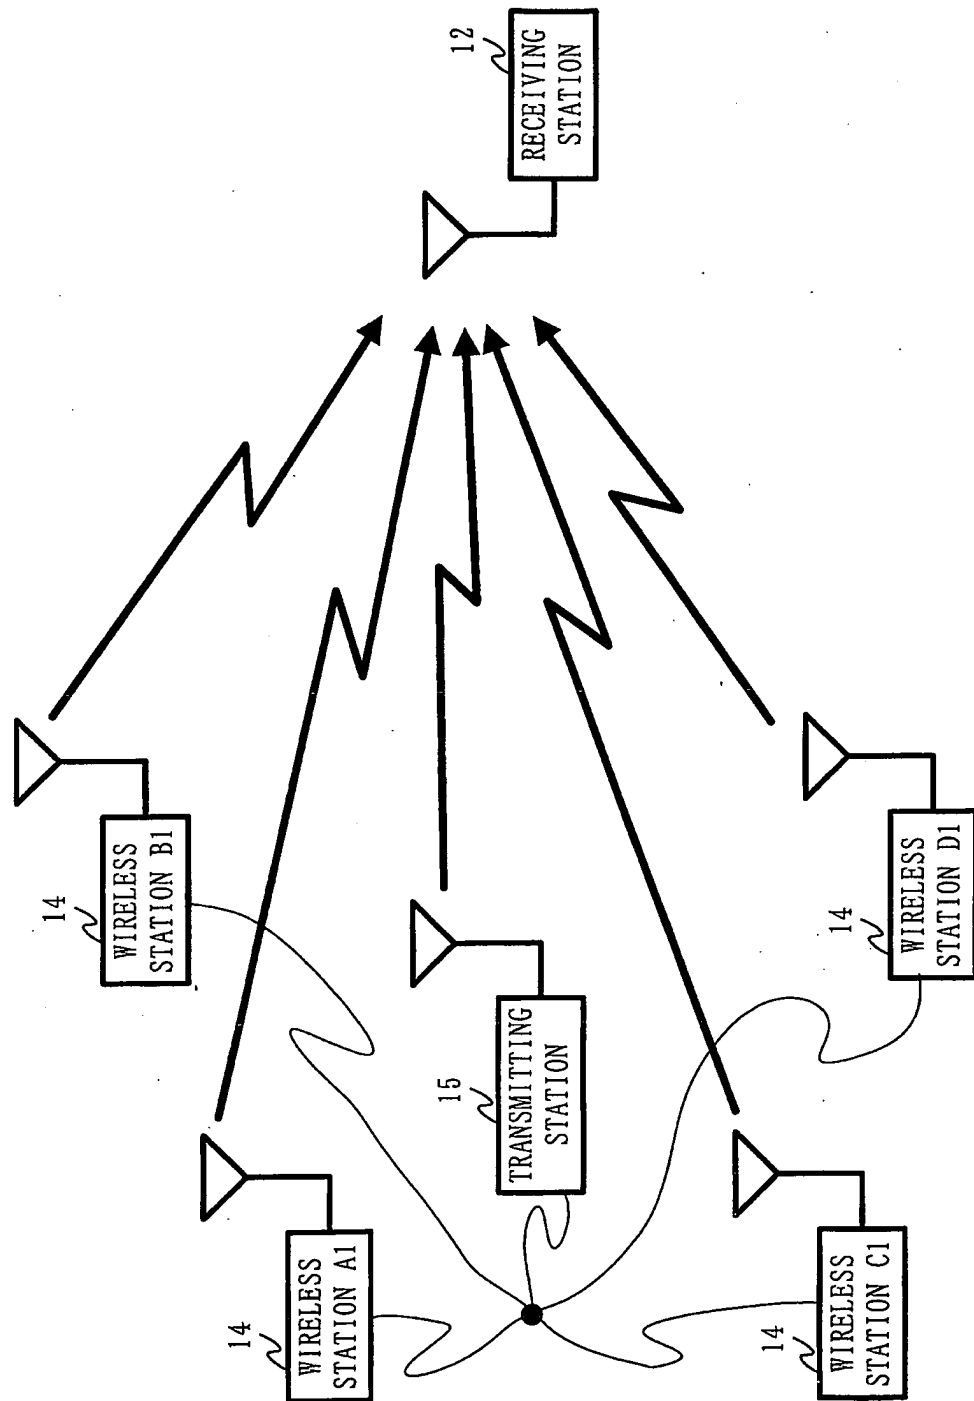 14
WIRELESS
STATION B1
14
WIRELESS
STATION A1
15
TRANSMITTING
STATION
12
RECEIVING
STATION
14
WIRELESS
STATION C1
14
WIRELESS
STATION D1